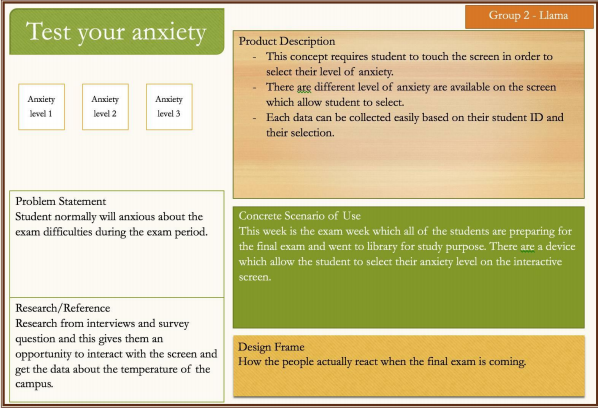 Test your anxiety
Group 2 - Llama
Anxiety
level 1
Anxiety
level 2
Anxiety
level 3
Product Description
- This concept requires student to touch the screen in order to
select their level of anxiety.
- There are different level of anxiety are available on the screen
which allow student to select.
- Each data can be collected easily based on their student ID and
their selection.
Problem Statement
Student normally will anxious about the
exam difficulties during the exam period.
Concrete Scenario of Use
This week is the exam week which all of the students are preparing for
the final exam and went to library for study purpose. There are a device
which allow the student to select their anxiety level on the interactive
screen.
Research/Reference
Research from interviews and survey
question and this gives them an
opportunity to interact with the screen and
get the data about the temperature of the
campus.
Design Frame
How the people actually react when the final exam is coming.